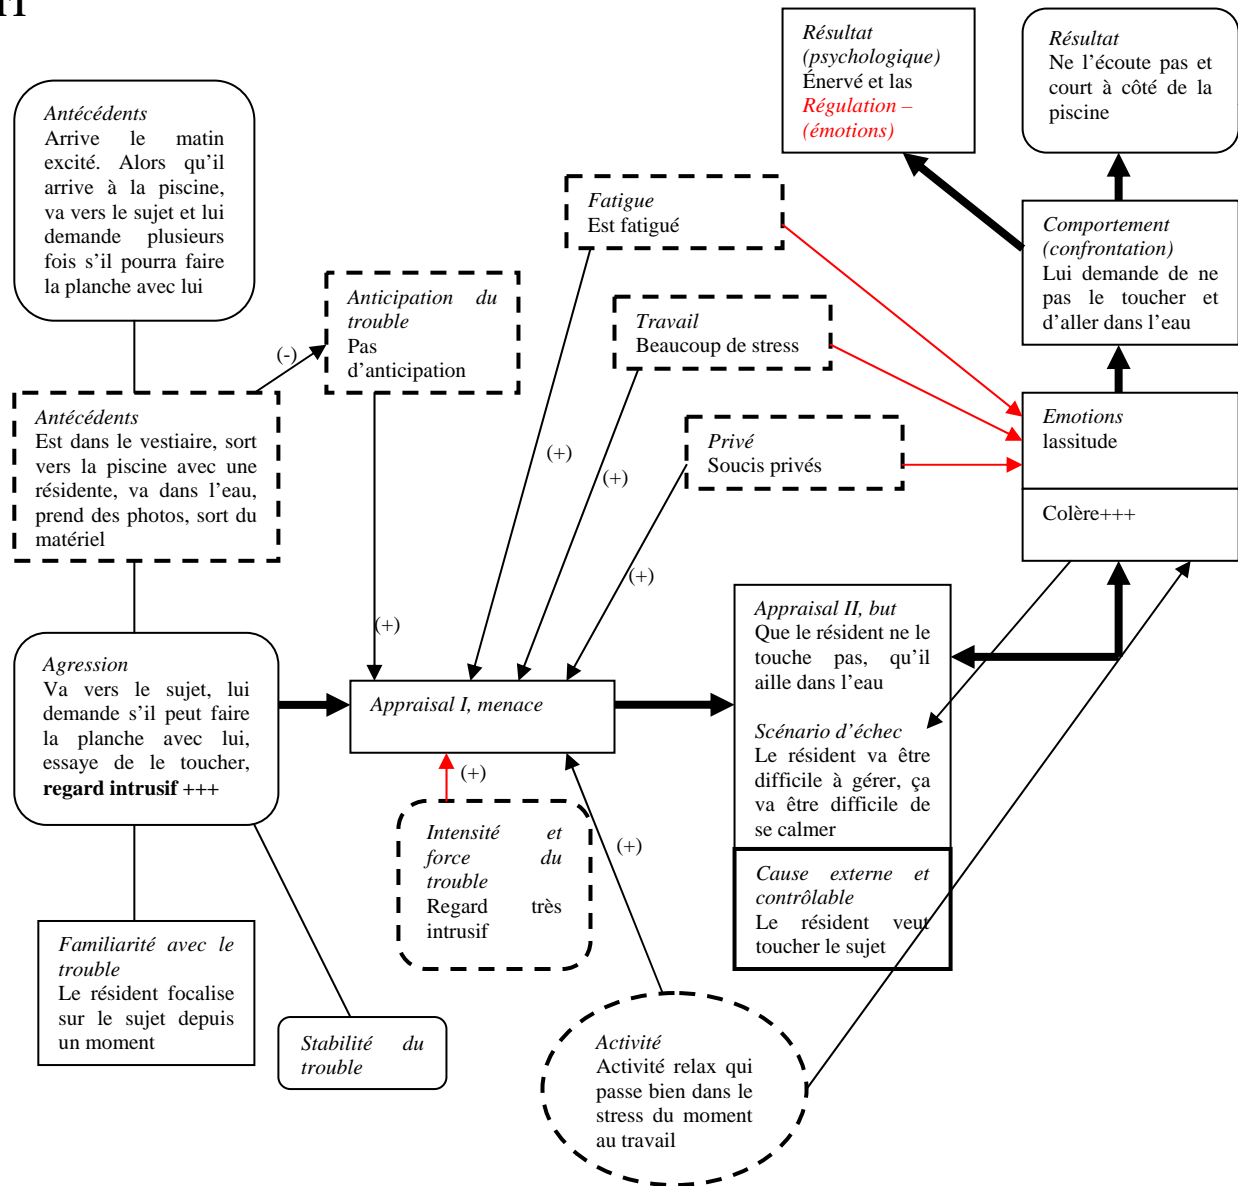 Résultat
(psychologique)
Énervé et las
Régulation –
(émotions)
Résultat
Ne l'écoute pas et
court à côté de la
piscine
Antécédents
Arrive le matin
excité. Alors qu'il
arrive à la piscine,
va vers le sujet et lui
demande plusieurs
fois s'il pourra faire
la planche avec lui
Fatigue
Est fatigué
Comportement
(confrontation)
Lui demande de ne
pas le toucher et
d'aller dans l'eau
Anticipation du
trouble
Pas
d'anticipation
(-)
Travail
Beaucoup de stress
Antécédents
Est dans le vestiaire, sort
vers la piscine avec une
résidente, va dans l'eau,
prend des photos, sort du
matériel
Privé
Soucis privés
Emotions
lassitude
Colère+++
(+)
(+)
(+)
(+)
Agression
Va vers le sujet, lui
demande s'il peut faire
la planche avec lui,
essaye de le toucher,
regard intrusif +++
Appraisal I, menace
Appraisal II, but
Que le résident ne le
touche pas, qu'il
aille dans l'eau
Scénario d'échec
Le résident va être
difficile à gérer, ça
va être difficile de
se calmer
Cause externe et
contrôlable
Le résident veut
toucher le sujet
(+)
(+)
Intensité et
force du
trouble
Regard très
intrusif
Familiarité avec le
trouble
Le résident focalise
sur le sujet depuis
un moment
Stabilité du
trouble
Activité
Activité relax qui
passe bien dans le
stress du moment
au travail